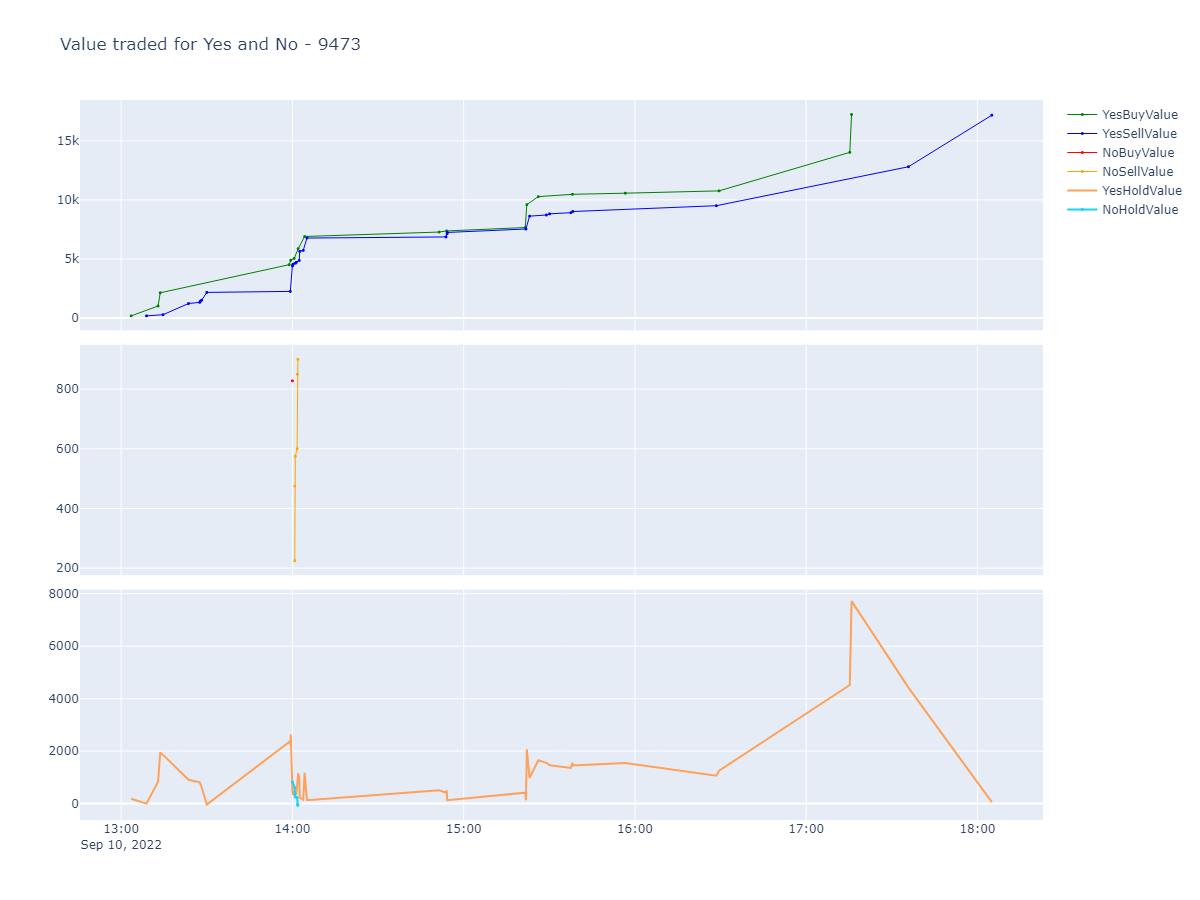 Value traded for Yes and No - 9473
15k
10k
5k
0
YesBuyValue
YesSellValue
NoBuyValue
NoSellValue
YesHoldValue
NoHoldValue
800
600
400
200
8000
6000
4000
2000
0
13:00 14:00 15:00 16:00 17:00 18:00
Sep 10, 2022